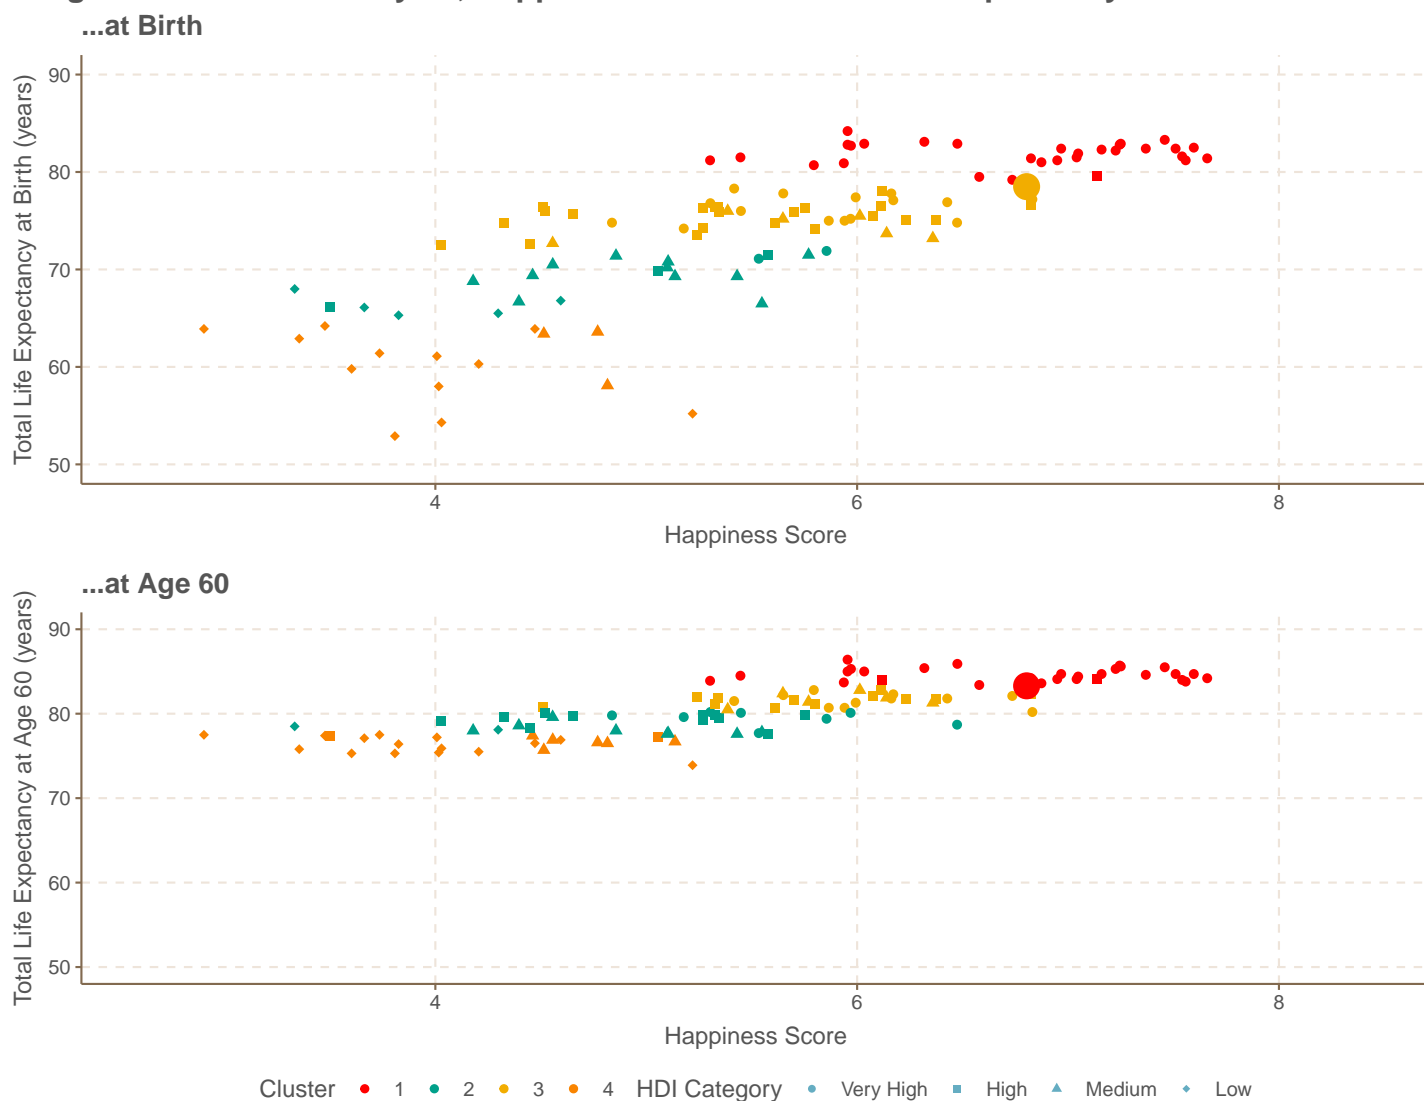 ...at Birth
Total Life Expectancy at Birth (years)
90
80
70
60
50
4 6 8
Happiness Score
...at Age 60
Total Life Expectancy at Age 60 (years)
90
80
70
60
50
4 6 8
Happiness Score
Cluster 1 2 3 4 HDI Category Very High High Medium Low